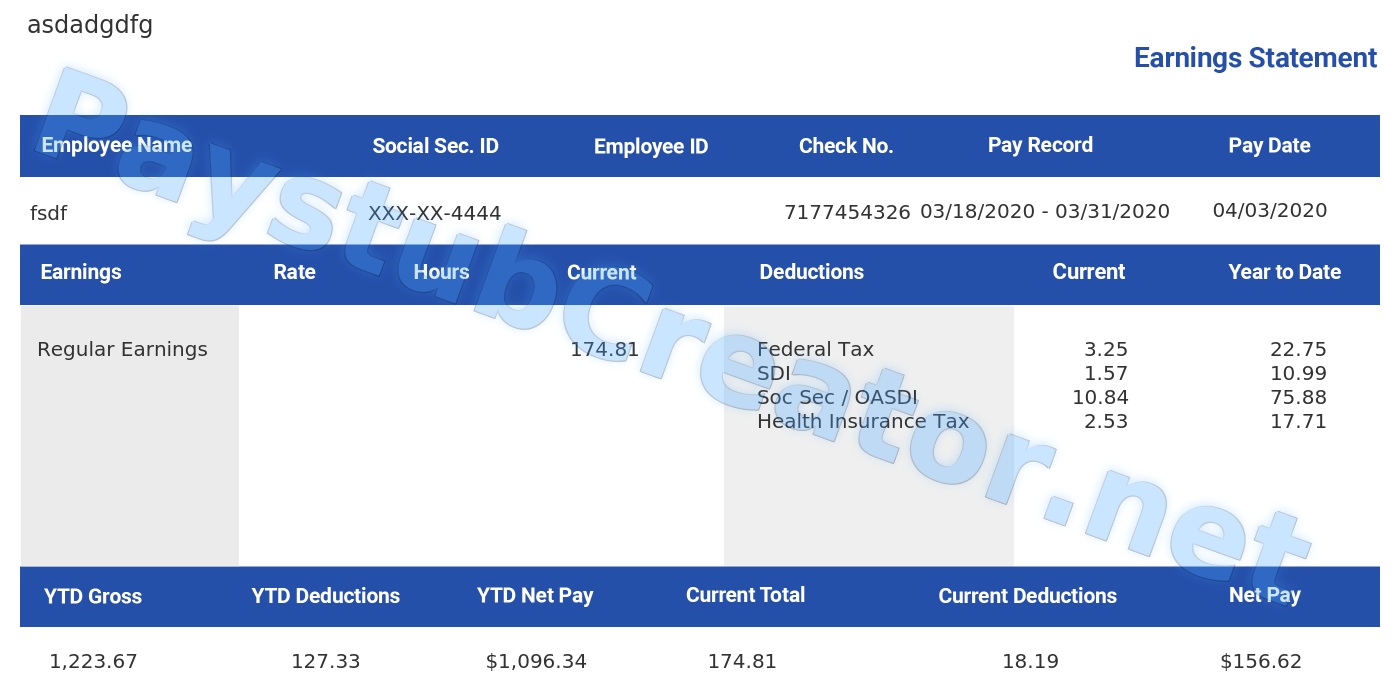 asdadgdfg
Earnings Statement
Employee Name Social Sec. ID Employee ID Check No. Pay Record Pay Date
fsdf XXX-XX-4444 7177454326 03/18/2020 - 03/31/2020 04/03/2020
Earnings Rate Hours Current Deductions Current Year to Date
Regular Earnings 174.81 Federal Tax 3.25 22.75
SDI 1.57 10.99
Soc Sec / OASDI 10.84 75.88
Health Insurance Tax 2.53 17.71
YTD Gross YTD Deductions YTD Net Pay Current Total Current Deductions Net Pay
1,223.67 127.33 $1,096.34 174.81 18.19 $156.62
PaystubCreator.net